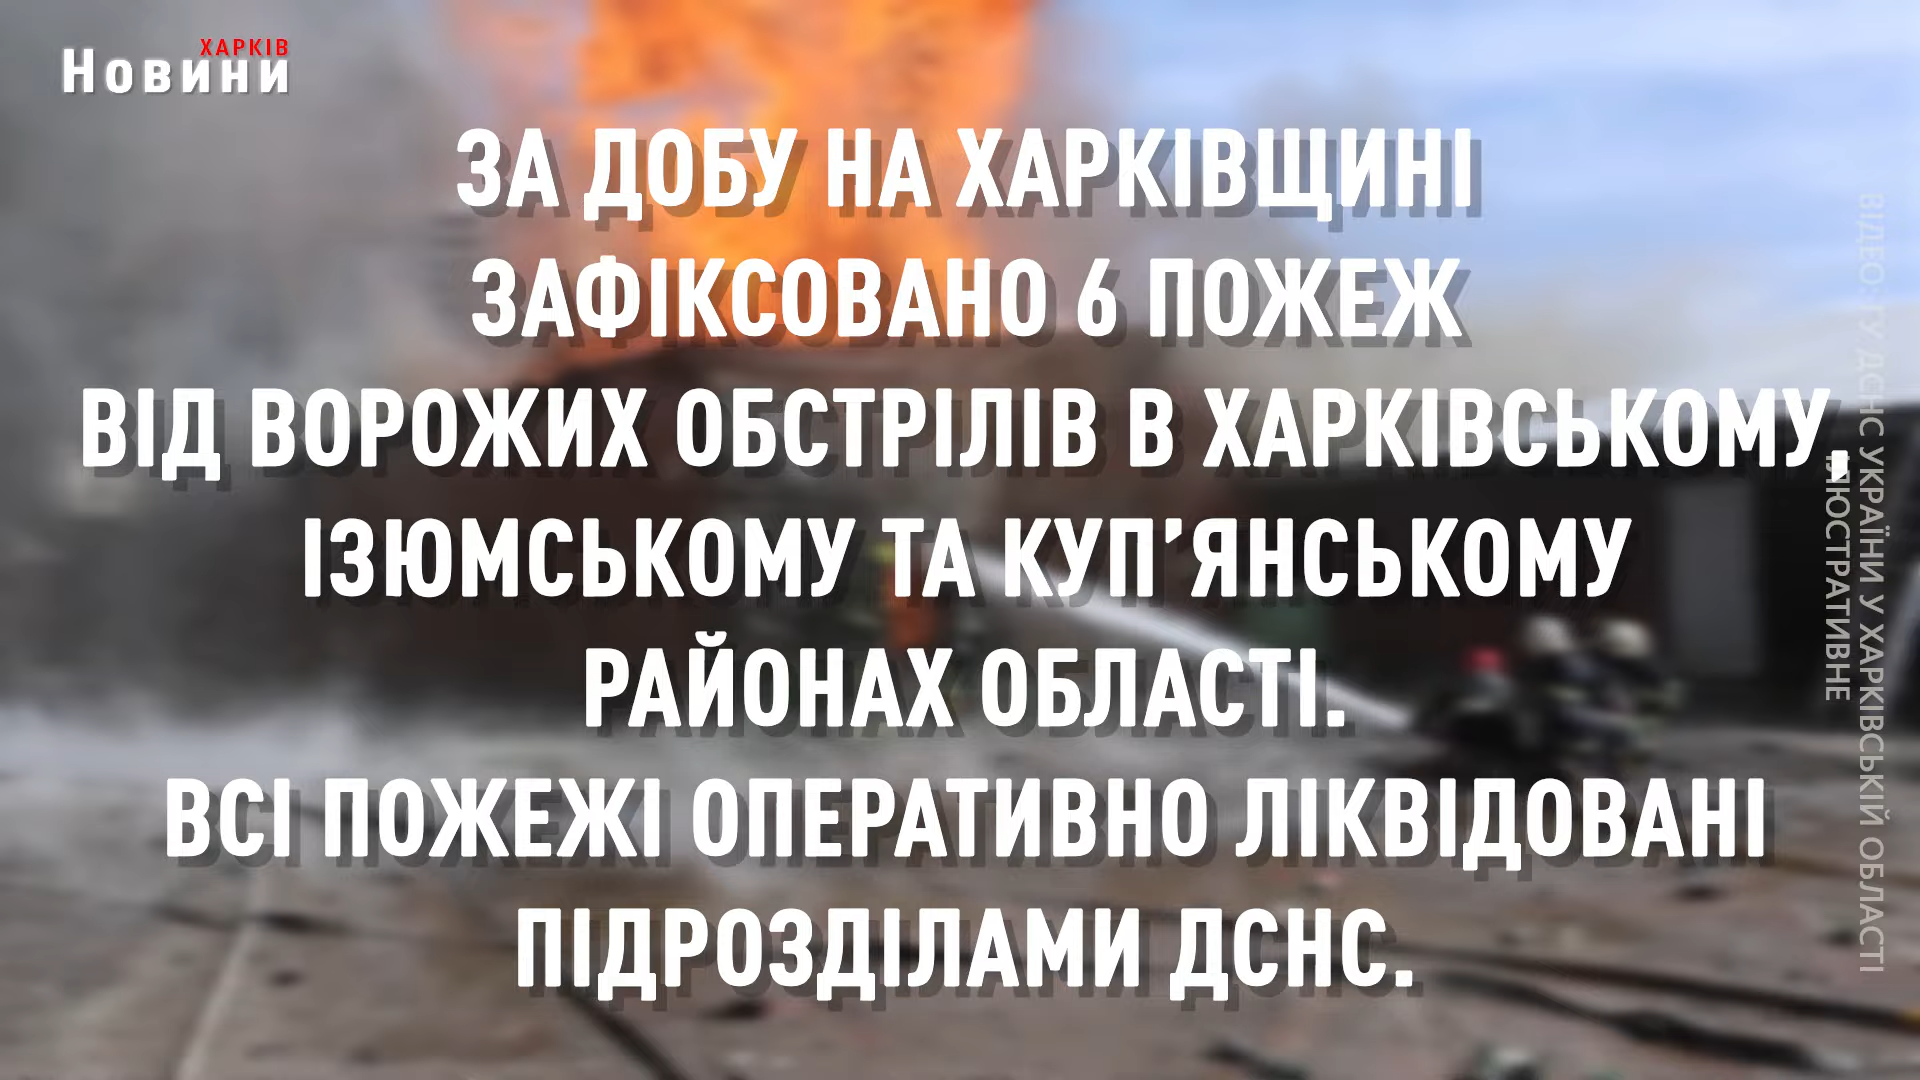 ХАРКІВ
Новини
ЗА ДОБУ НА ХАРКІВЩИНІ
ЗАФІКСОВАНО 6 ПОЖЕЖ
ВІД ВОРОЖИХ ОБСТРІЛІВ В ХАРКІВСЬКОМУ,
ІЗЮМСЬКОМУ ТА КУП’ЯНСЬКОМУ
РАЙОНАХ ОБЛАСТІ.
ВСІ ПОЖЕЖІ ОПЕРАТИВНО ЛІКВІДОВАНІ
ПІДРОЗДІЛАМИ ДСНС.
ВІДЕО: ГУ ДСНС УКРАЇНИ У ХАРКІВСЬКІЙ ОБЛАСТІ
ІЛЮСТРАТИВНЕ